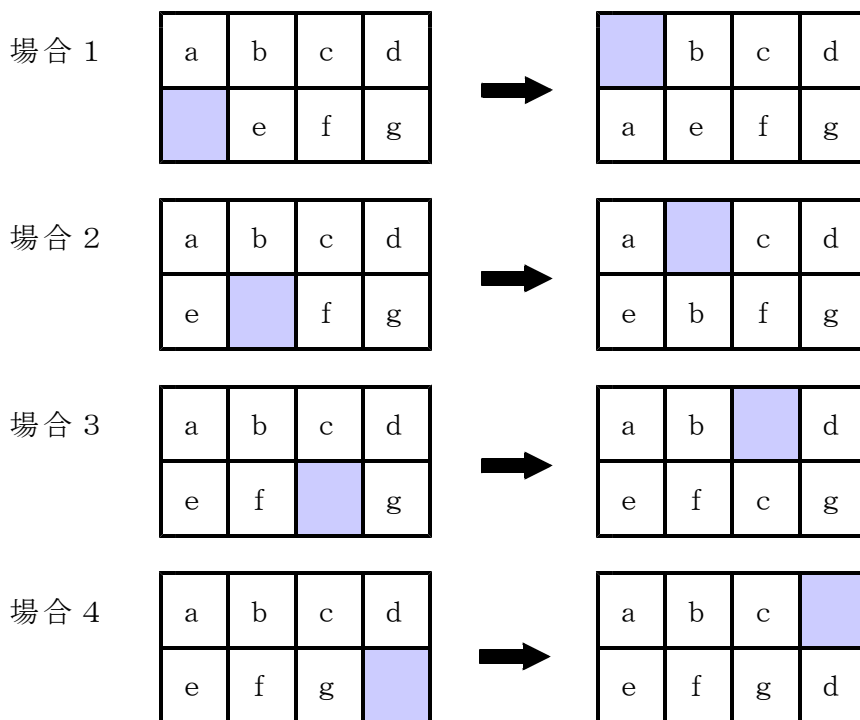 場合 1
a b c d
e f g
b c d
a e f g
場合 2
a b c d
e f g
a c d
e b f g
場合 3
a b c d
e f g
a b d
e f c g
場合 4
a b c d
e f g
a b c
e f g d